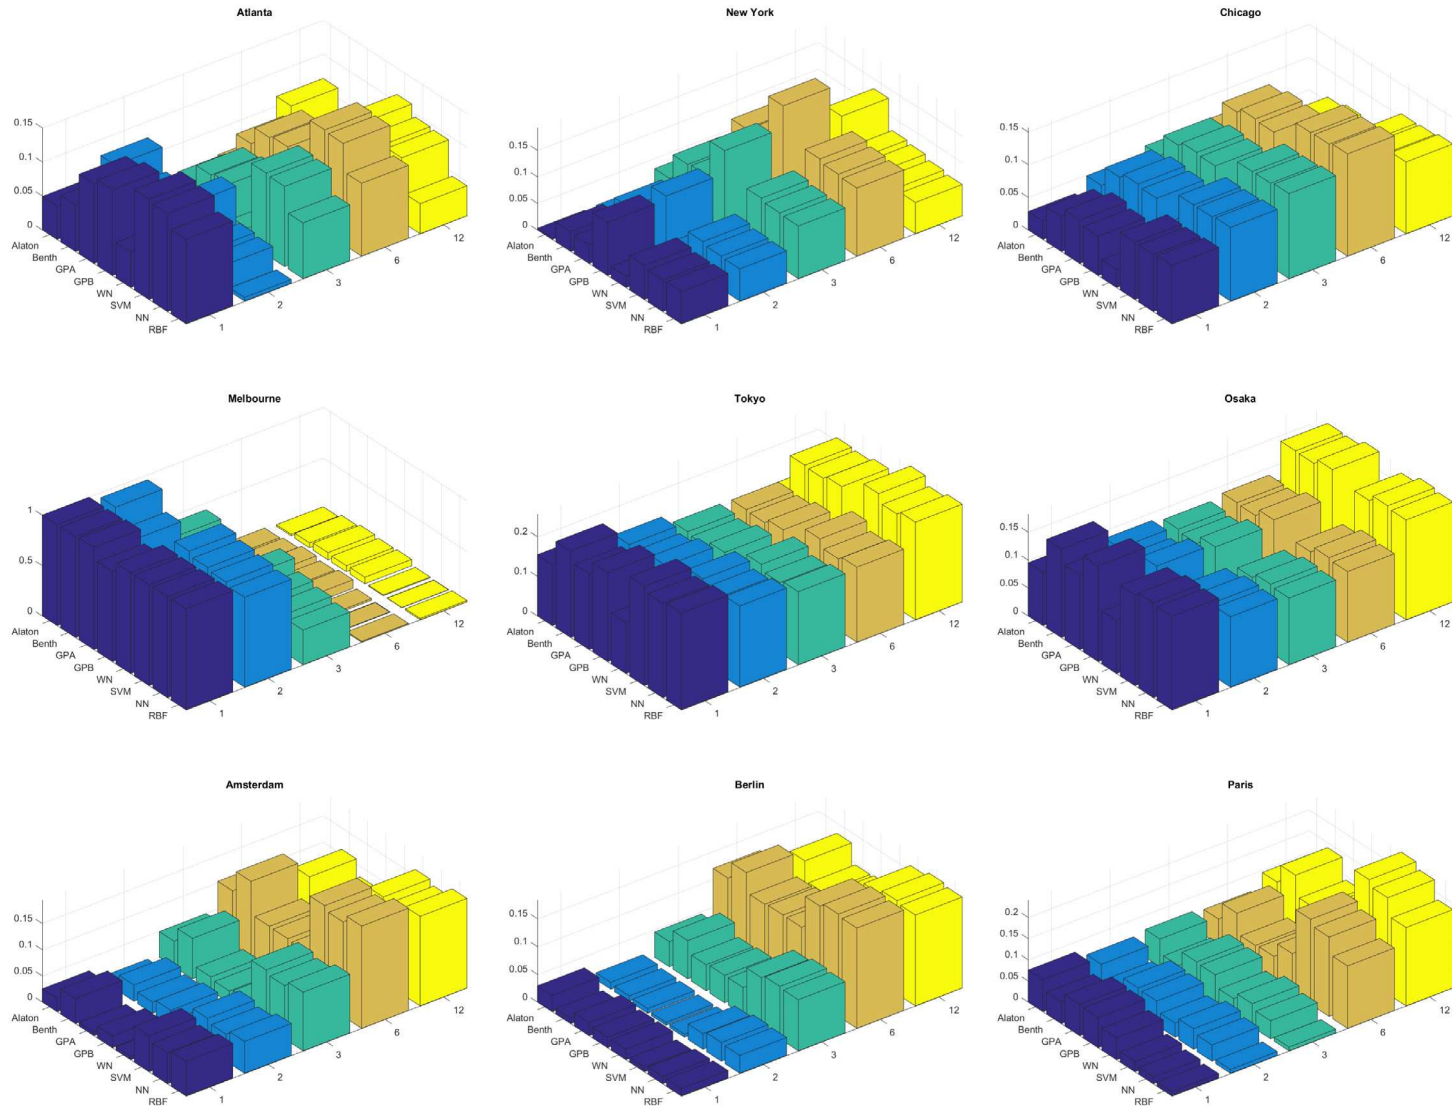 Atlanta
0.15
0.1
0.05
0
Alaton
Benth
GPA
GPB
WN
SVM
NN
RBF
1
2
3
6
12
New York
0.15
0.1
0.05
0
Alaton
Benth
GPA
GPB
WN
SVM
NN
RBF
1
2
3
6
12
Chicago
0.15
0.1
0.05
0
Alaton
Benth
GPA
GPB
WN
SVM
NN
RBF
1
2
3
6
12
Melbourne
1
0.5
0
Alaton
Benth
GPA
GPB
WN
SVM
NN
RBF
1
2
3
6
12
Tokyo
0.2
0.1
0
Alaton
Benth
GPA
GPB
WN
SVM
NN
RBF
1
2
3
6
12
Osaka
0.15
0.1
0.05
0
Alaton
Benth
GPA
GPB
WN
SVM
NN
RBF
1
2
3
6
12
Amsterdam
0.15
0.1
0.05
0
Alaton
Benth
GPA
GPB
WN
SVM
NN
RBF
1
2
3
6
12
Berlin
0.15
0.1
0.05
0
Alaton
Benth
GPA
GPB
WN
SVM
NN
RBF
1
2
3
6
12
Paris
0.2
0.15
0.1
0.05
0
Alaton
Benth
GPA
GPB
WN
SVM
NN
RBF
1
2
3
6
12